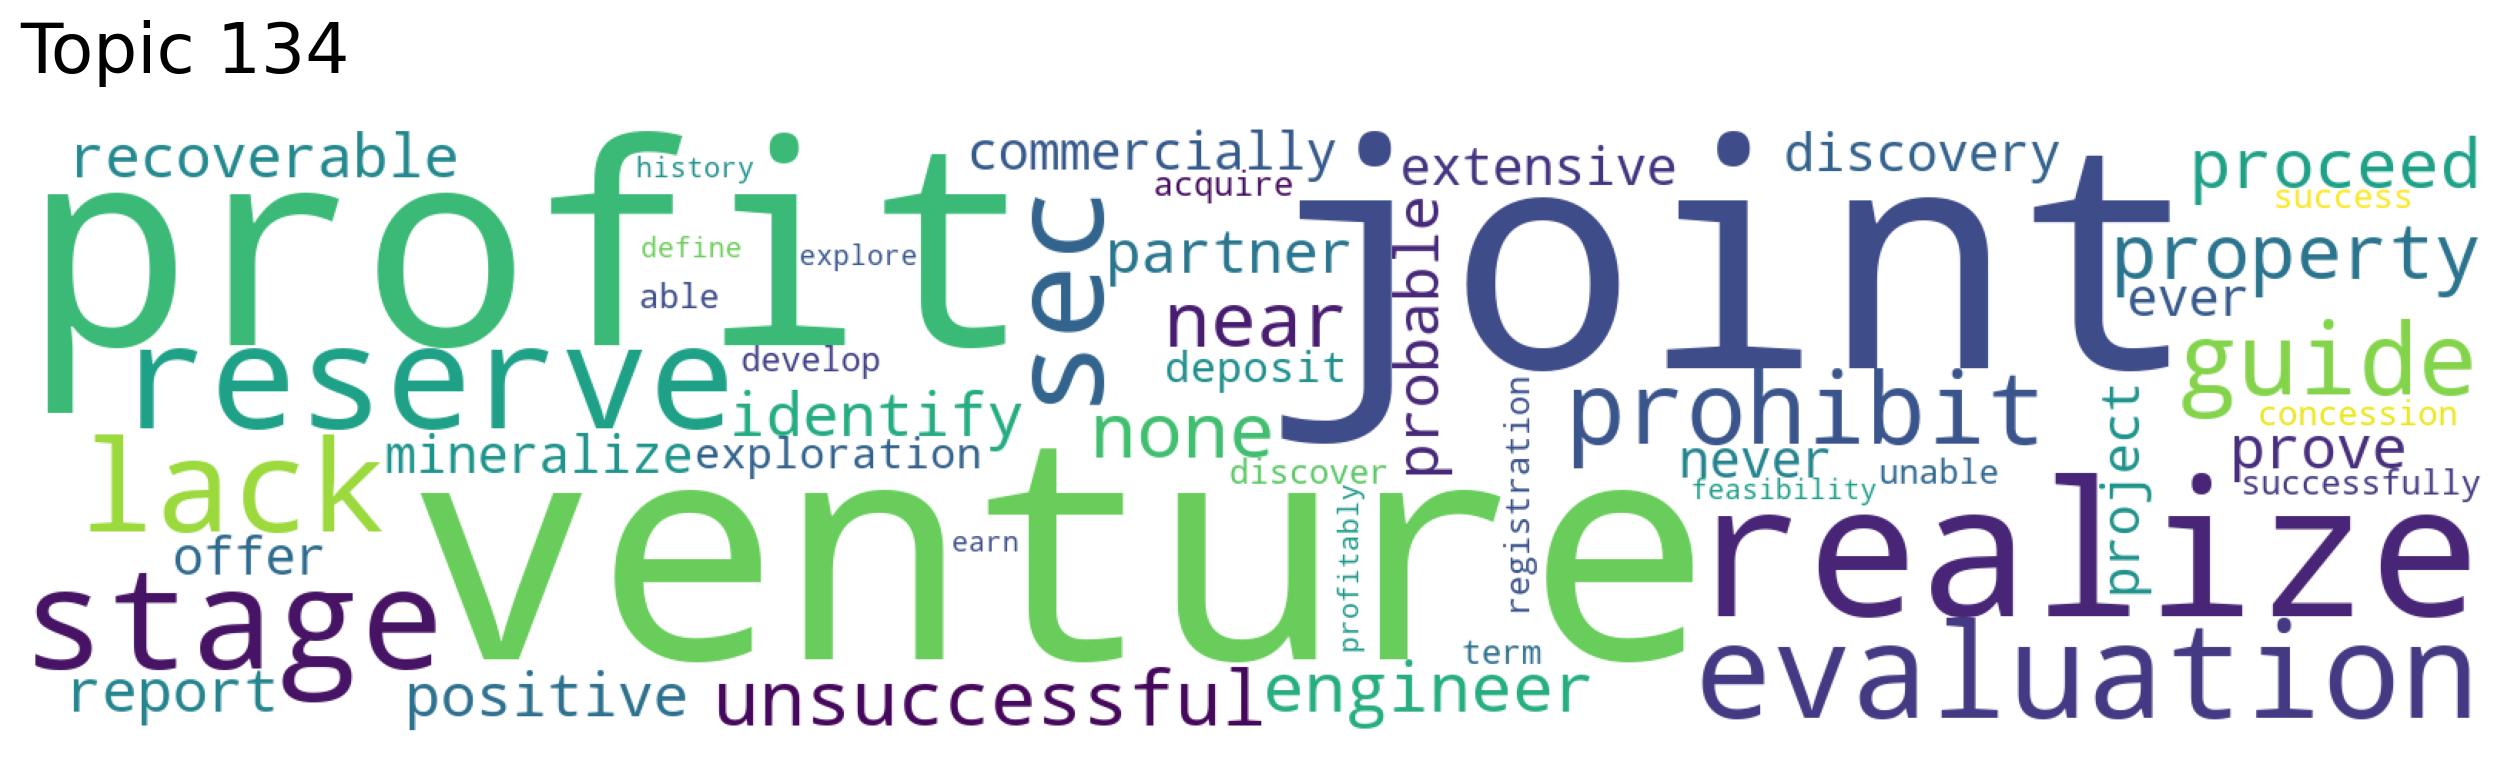 Topic 134
recoverable
history
commercially
acquire
extensive
discovery
proceed
success
profit
joint
define
explore
able
sec
partner
probable
property
ever
near
reserve
develop
deposit
guide
identify
none
prohibit
project
concession
lack
mineralize
exploration
discover
registration
never
unable
prove
feasibility
successfully
venture
realize
offer
earn
profitably
stage
term
evaluation
report
positive
unsuccessful
engineer